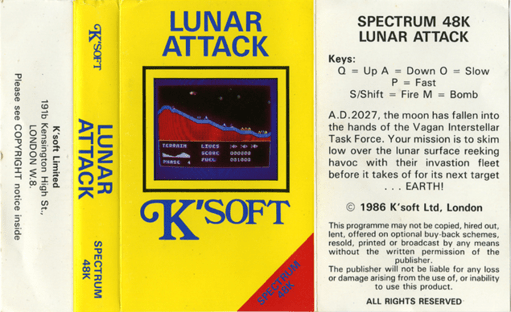 K'soft Limited
191b Kensington High St.,
LONDON W.8.
Please see COPYRIGHT notice inside
K'SOFT
LUNAR
ATTACK
SPECTRUM
48K
LUNAR
ATTACK
TERRAIN
LIVES
SCORE 000000
PHASE 4
FUEL 001000
K'SOFT
SPECTRUM
48K
SPECTRUM 48K
LUNAR ATTACK
Keys:
Q = Up A = Down O = Slow
P = Fast
S/Shift = Fire M = Bomb
A.D.2027, the moon has fallen into
the hands of the Vagan Interstellar
Task Force. Your mission is to skim
low over the lunar surface reeking
havoc with their invastion fleet
before it takes of for its next target
. . . EARTH!
© 1986 K'soft Ltd, London
This programme may not be copied, hired out,
lent, offered on optional buy-back schemes,
resold, printed or broadcast by any means
without the written permission of the
publisher.
The publisher will not be liable for any loss
or damage arising from the use of, or inability
to use this product.
ALL RIGHTS RESERVED